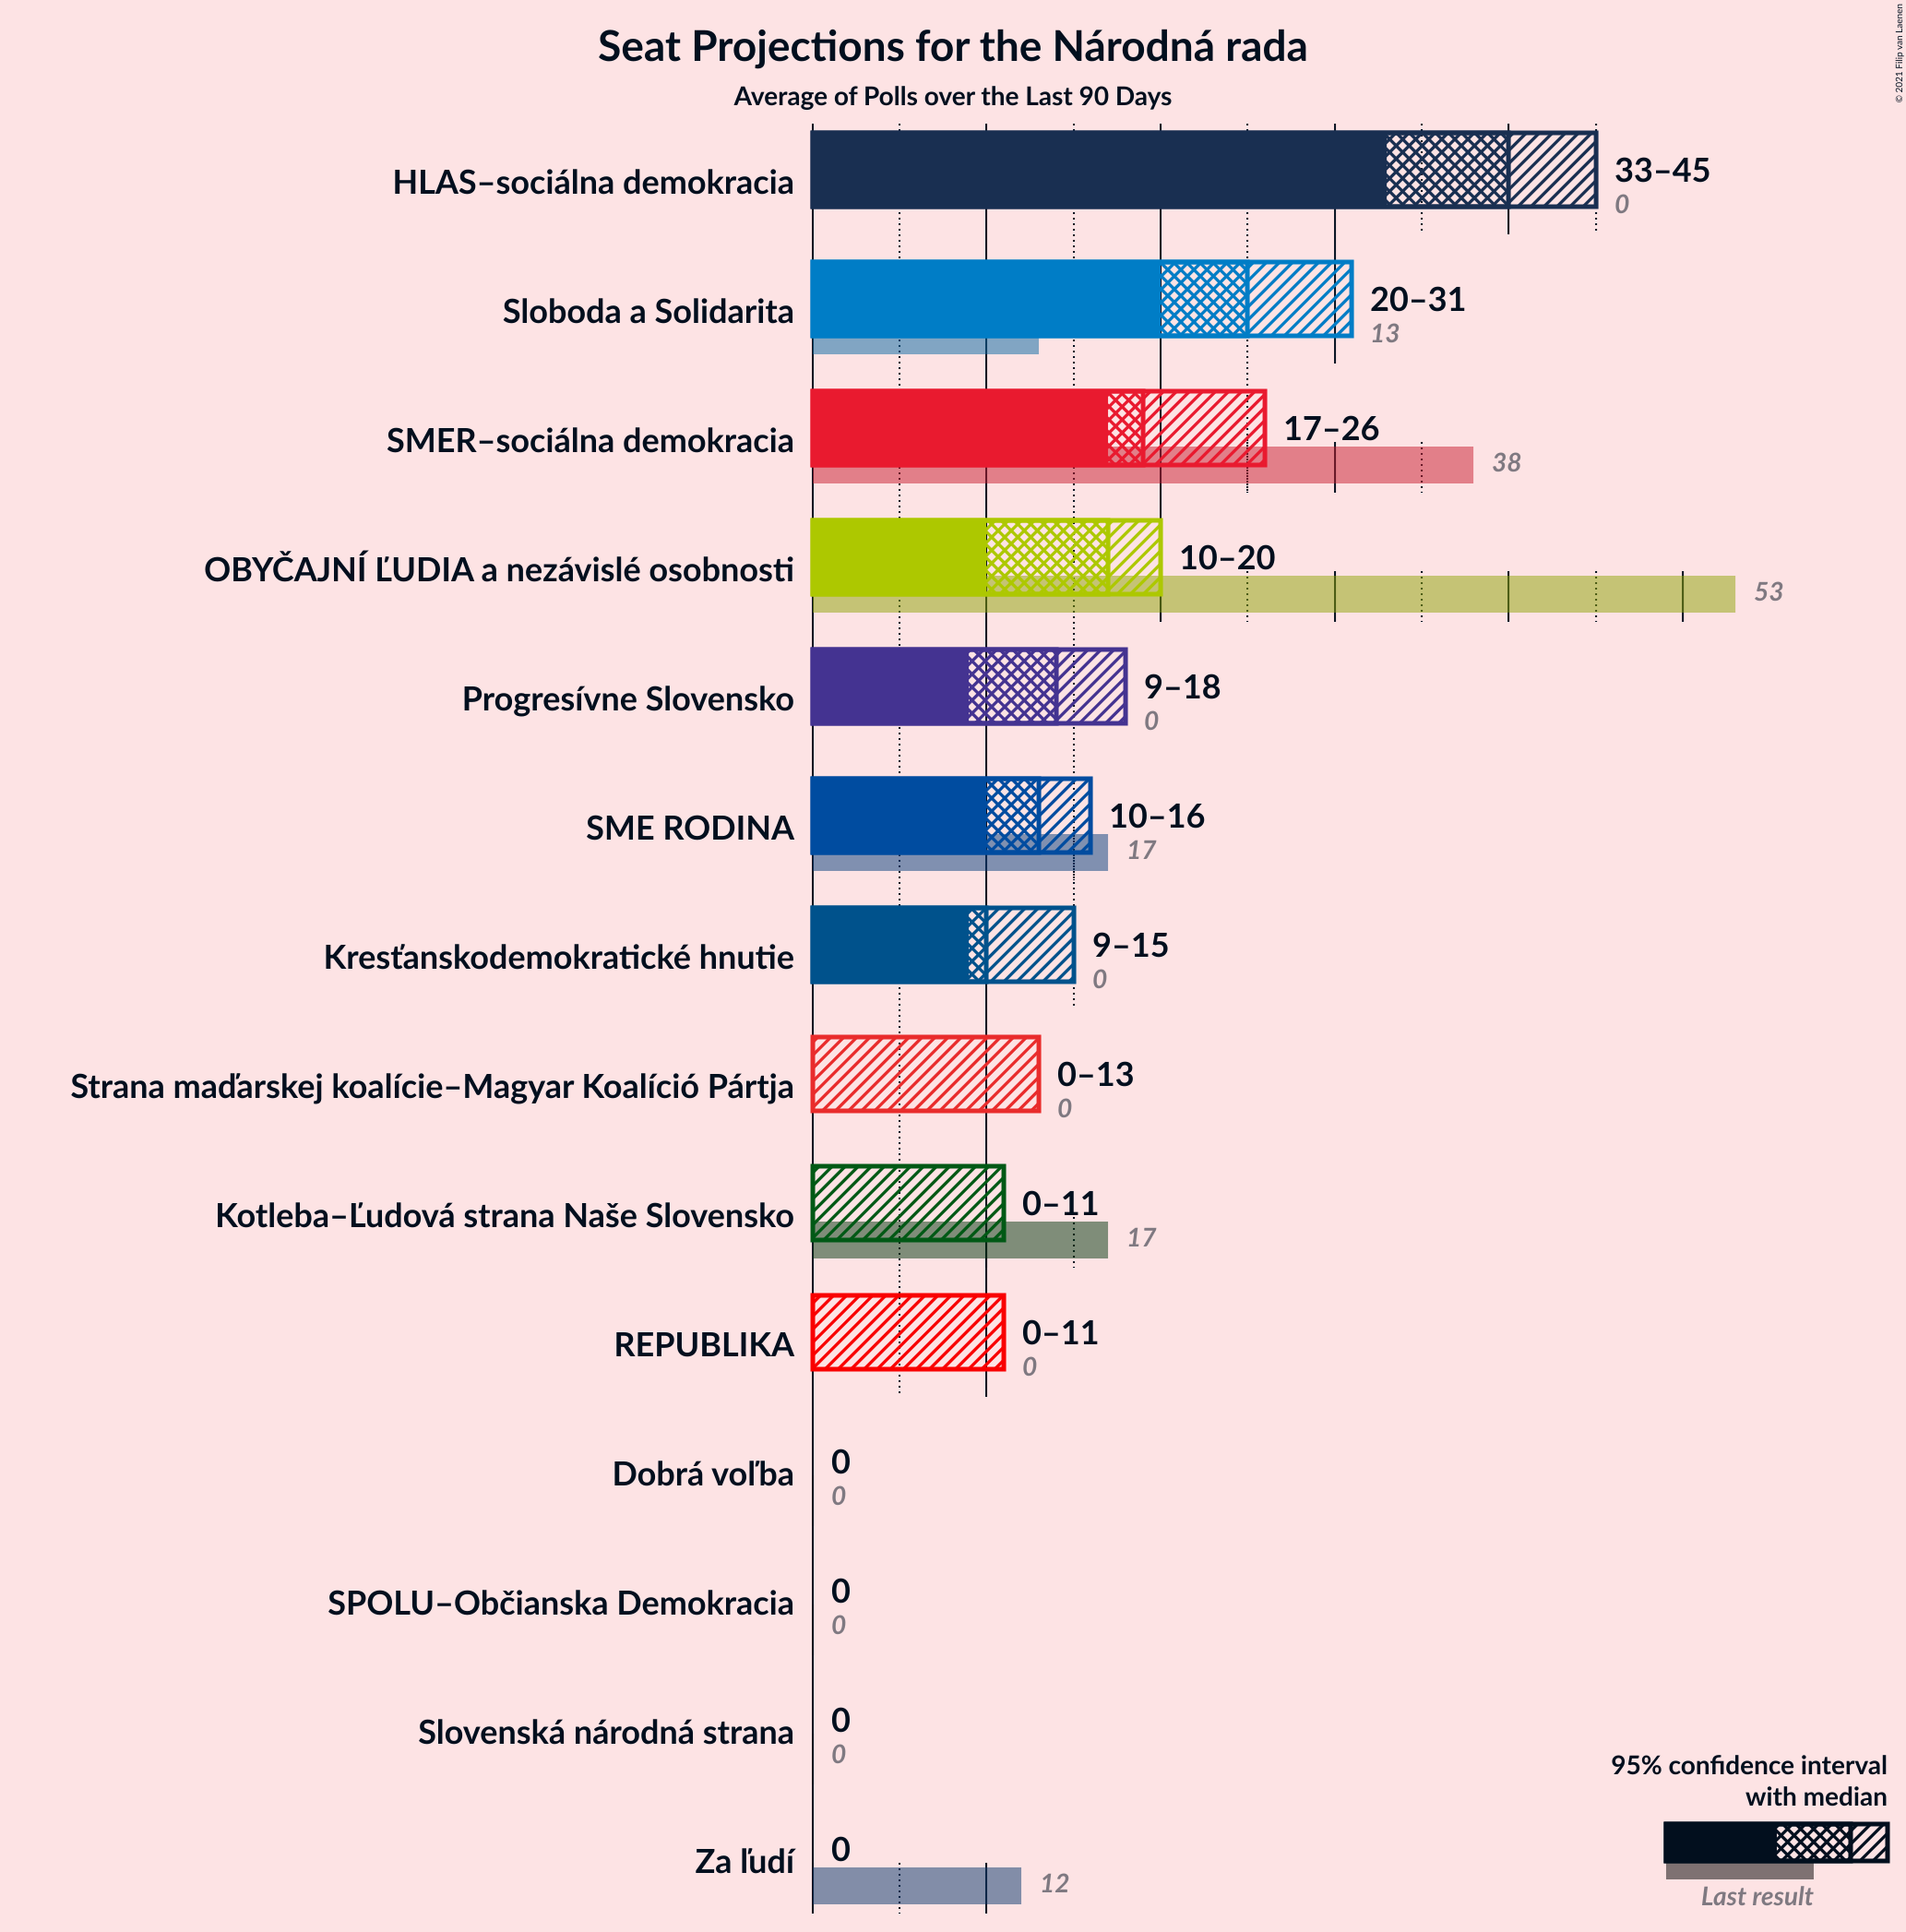 Seat Projections for the Národná rada
Average of Polls over the Last 90 Days
© 2021 Filip van Laenen
HLAS–sociálna demokracia
33–45
0
Sloboda a Solidarita
20–31
13
SMER–sociálna demokracia
17–26
38
OBYČAJNÍ ĽUDIA a nezávislé osobnosti
10–20
53
Progresívne Slovensko
9–18
0
SME RODINA
10–16
17
Kresťanskodemokratické hnutie
9–15
0
Strana maďarskej koalície–Magyar Koalíció Pártja
0–13
0
Kotleba–Ľudová strana Naše Slovensko
0–11
17
REPUBLIKA
0–11
0
Dobrá voľba
0
0
SPOLU–Občianska Demokracia
0
0
Slovenská národná strana
0
0
Za ľudí
0
12
95% confidence interval
with median
Last result